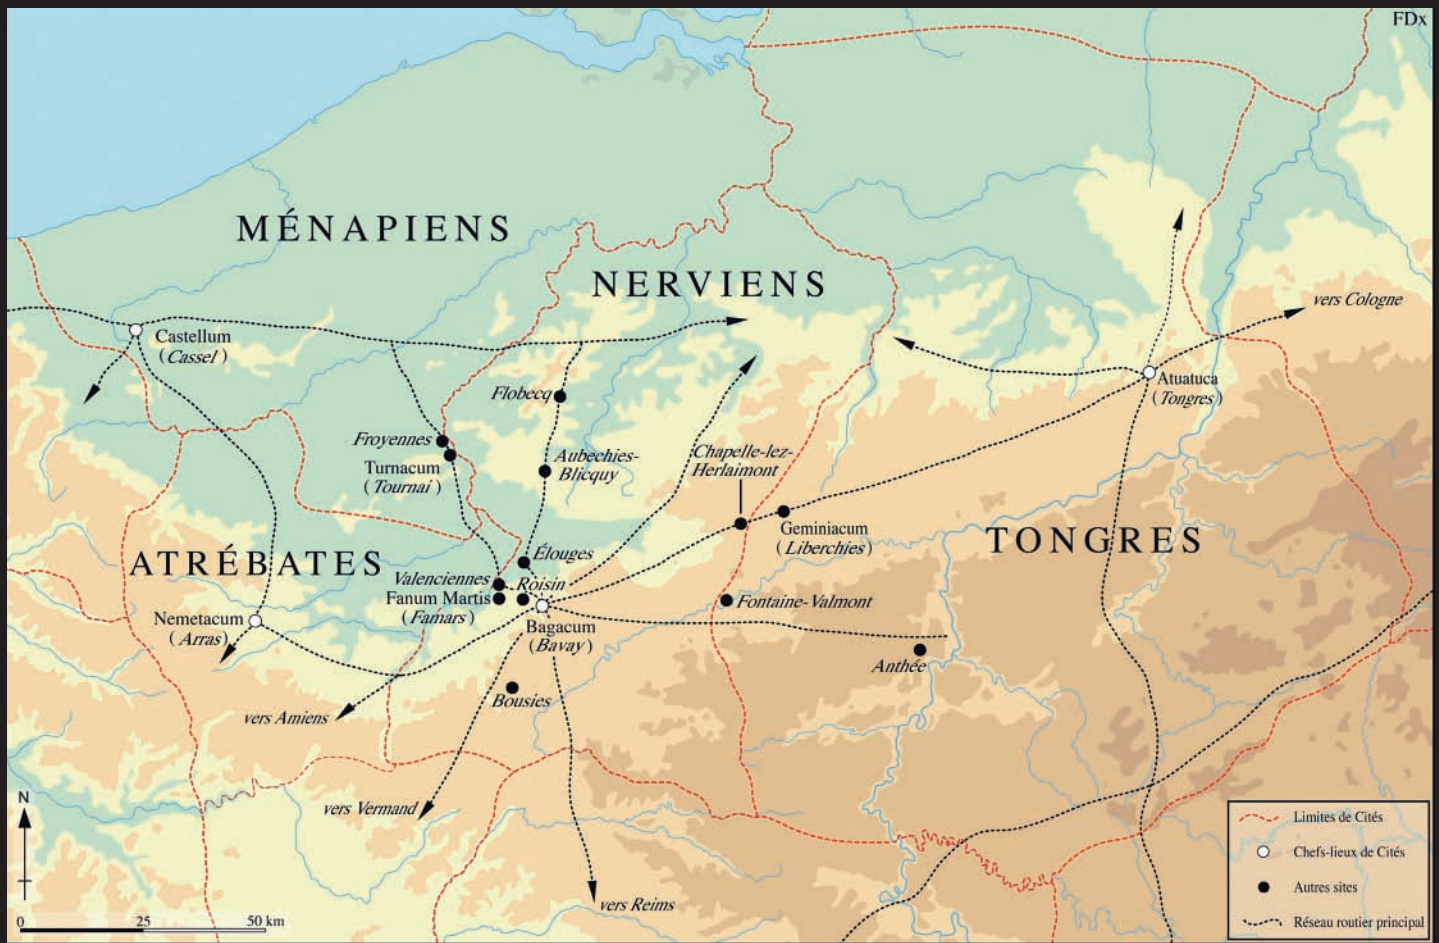 FDx
MÉNAPIENS
NERVIENS
vers Cologne
Castellum
(Cassel)
Atuatuca
(Tongres)
Flobecq
Froyennes
Turnacum
(Tournai)
Aubechies-
Blicquy
Chapelle-lez-
Herlaimont
Geminiacum
(Liberchies)
TONGRES
ATRÉBATES
Élouges
Valenciennes
Roisin
Fanum Martis
(Famars)
Nemetacum
(Arras)
Bagacum
(Bavay)
Fontaine-Valmont
Anthée
Bousies
vers Amiens
vers Vermand
vers Reims
N
0 25 50 km
Limites de Cités
Chefs-lieux de Cités
Autres sites
Réseau routier principal